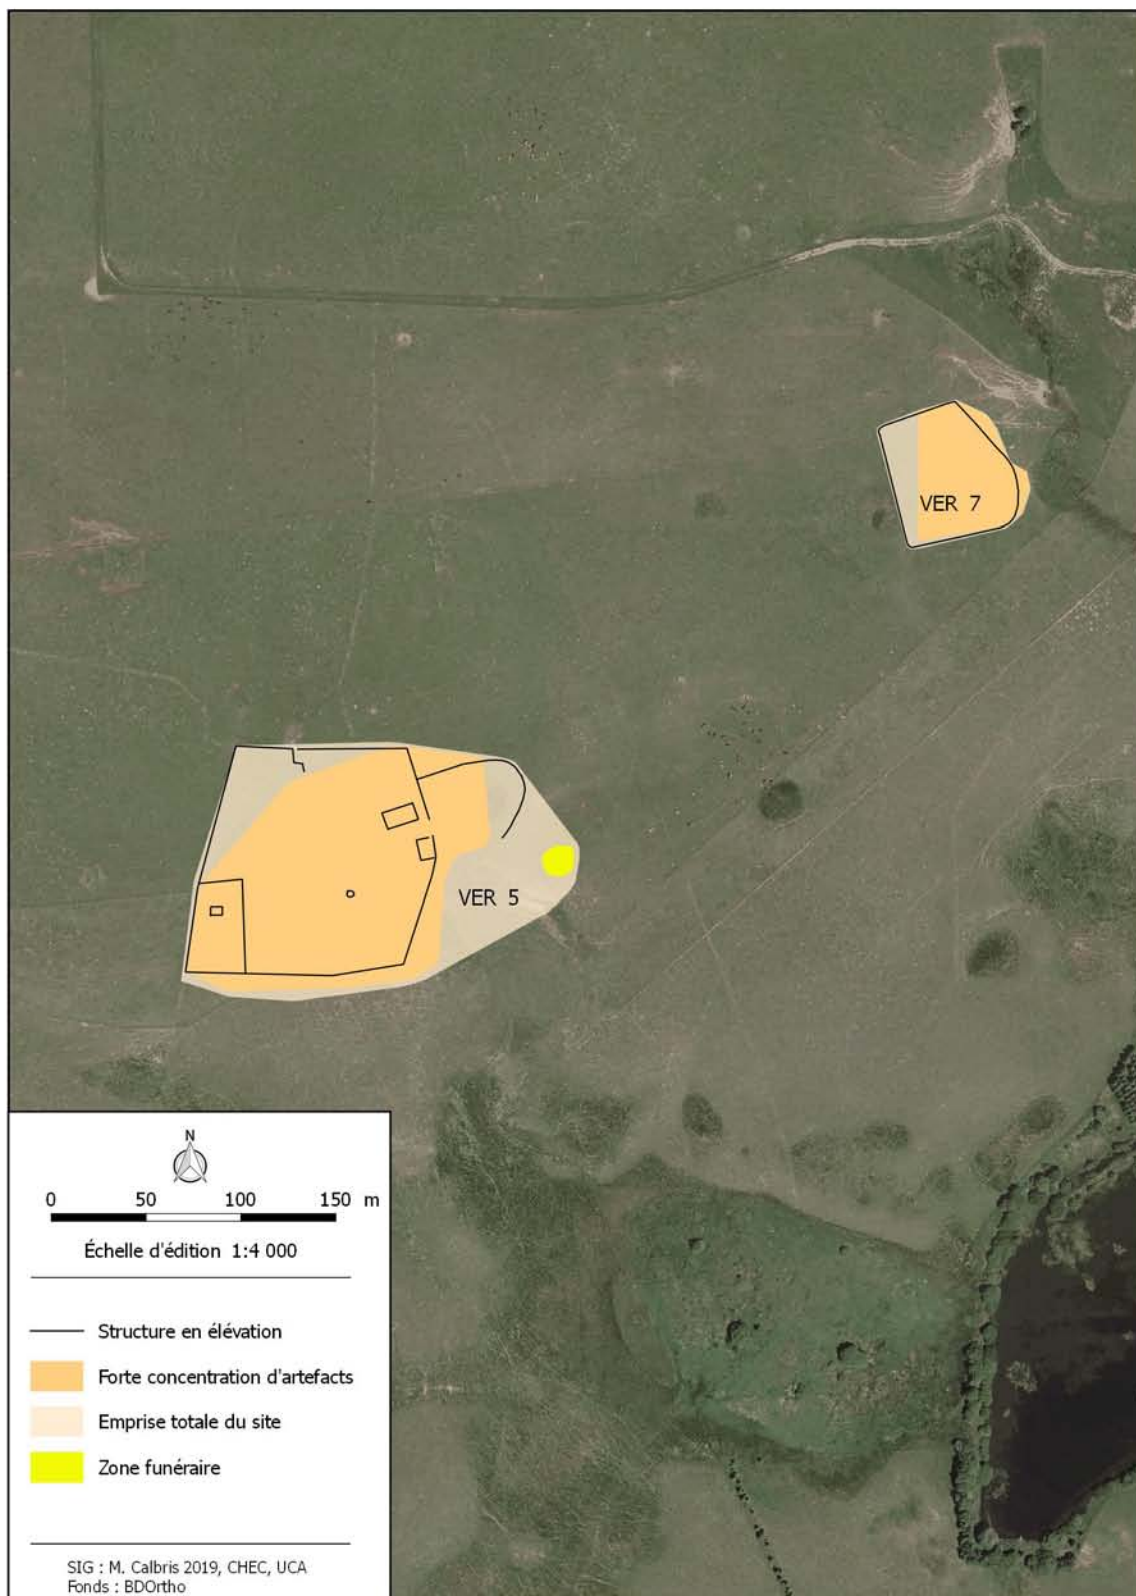 VER 7
VER 5
N
0 50 100 150 m
Échelle d'édition 1:4 000
Structure en élévation
Forte concentration d'artefacts
Emprise totale du site
Zone funéraire
SIG : M. Calbris 2019, CHEC, UCA
Fonds : BDOrtho